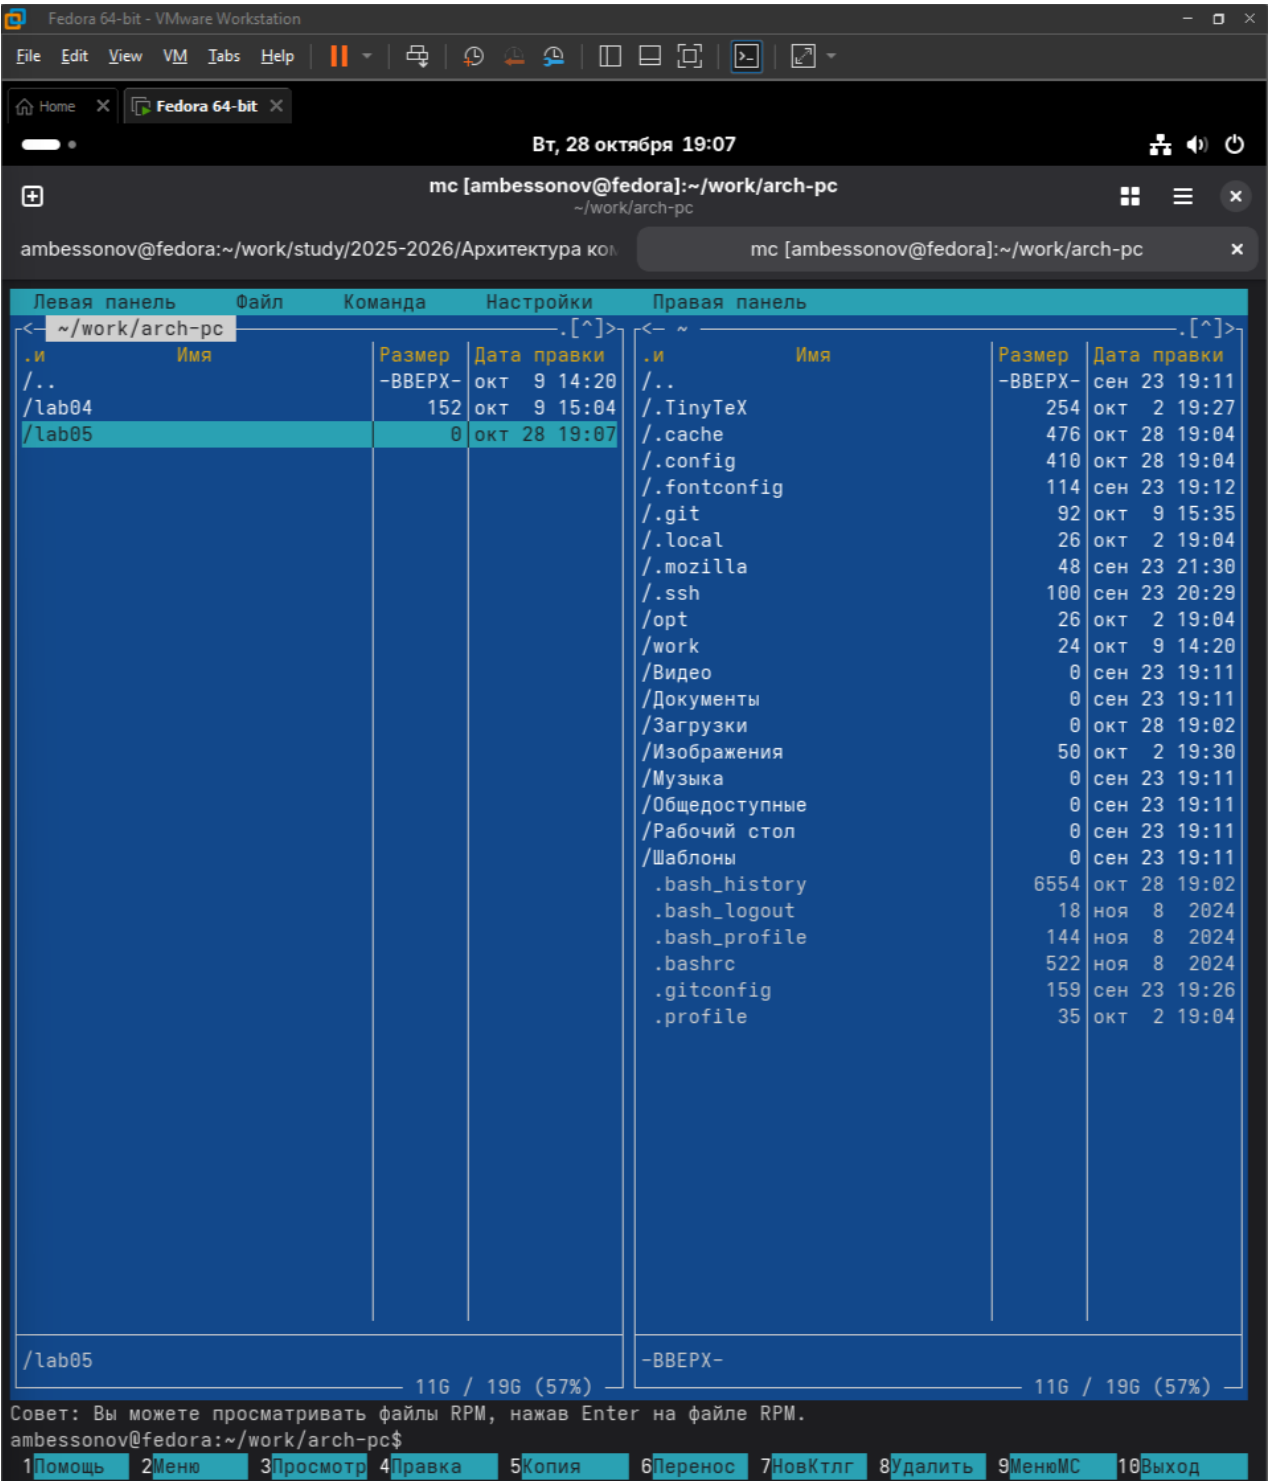 Fedora 64-bit - VMware Workstation
File Edit View VM Tabs Help
Home Fedora 64-bit
Вт, 28 октября 19:07
mc [ambessonov@fedora]:~/work/arch-pc
~/work/arch-pc
ambessonov@fedora:~/work/study/2025-2026/Архитектура ком mc [ambessonov@fedora]:~/work/arch-pc
Левая панель Файл Команда Настройки Правая панель
<— ~/work/arch-pc .[^]>
.и Имя Размер Дата правки
/.. -ВВЕРХ- окт 9 14:20
/lab04 152 окт 9 15:04
/lab05 0 окт 28 19:07
/lab05
11G / 19G (57%)
<— ~ .[^]>
.и Имя Размер Дата правки
/.. -ВВЕРХ- сен 23 19:11
/.TinyTeX 254 окт 2 19:27
/.cache 476 окт 28 19:04
/.config 410 окт 28 19:04
/.fontconfig 114 сен 23 19:12
/.git 92 окт 9 15:35
/.local 26 окт 2 19:04
/.mozilla 48 сен 23 21:30
/.ssh 100 сен 23 20:29
/opt 26 окт 2 19:04
/work 24 окт 9 14:20
/Видео 0 сен 23 19:11
/Документы 0 сен 23 19:11
/Загрузки 0 окт 28 19:02
/Изображения 50 окт 2 19:30
/Музыка 0 сен 23 19:11
/Общедоступные 0 сен 23 19:11
/Рабочий стол 0 сен 23 19:11
/Шаблоны 0 сен 23 19:11
.bash_history 6554 окт 28 19:02
.bash_logout 18 ноя 8 2024
.bash_profile 144 ноя 8 2024
.bashrc 522 ноя 8 2024
.gitconfig 159 сен 23 19:26
.profile 35 окт 2 19:04
-ВВЕРХ-
11G / 19G (57%)
Совет: Вы можете просматривать файлы RPM, нажав Enter на файле RPM.
ambessonov@fedora:~/work/arch-pc$
1Помощь 2Меню 3Просмотр 4Правка 5Копия 6Перенос 7НовКтлг 8Удалить 9МенюMC 10Выход